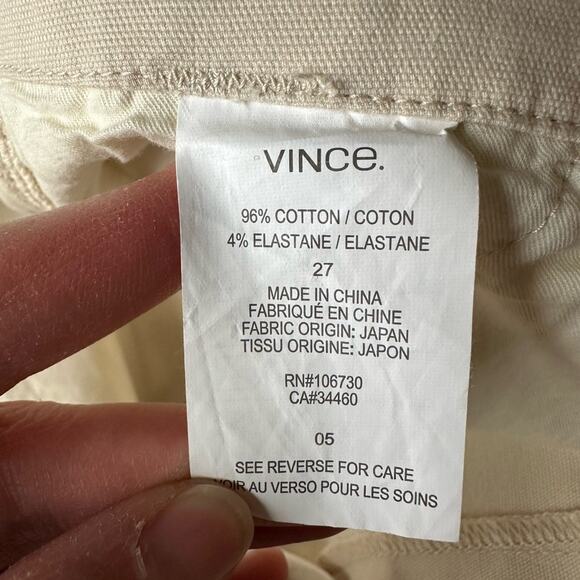 VINCE.
96% COTTON / COTON
4% ELASTANE / ELASTANE
27
MADE IN CHINA
FABRIQUÉ EN CHINE
FABRIC ORIGIN: JAPAN
TISSU ORIGINE: JAPON
RN#106730
CA#34460
05
SEE REVERSE FOR CARE
VOIR AU VERSO POUR LES SOINS